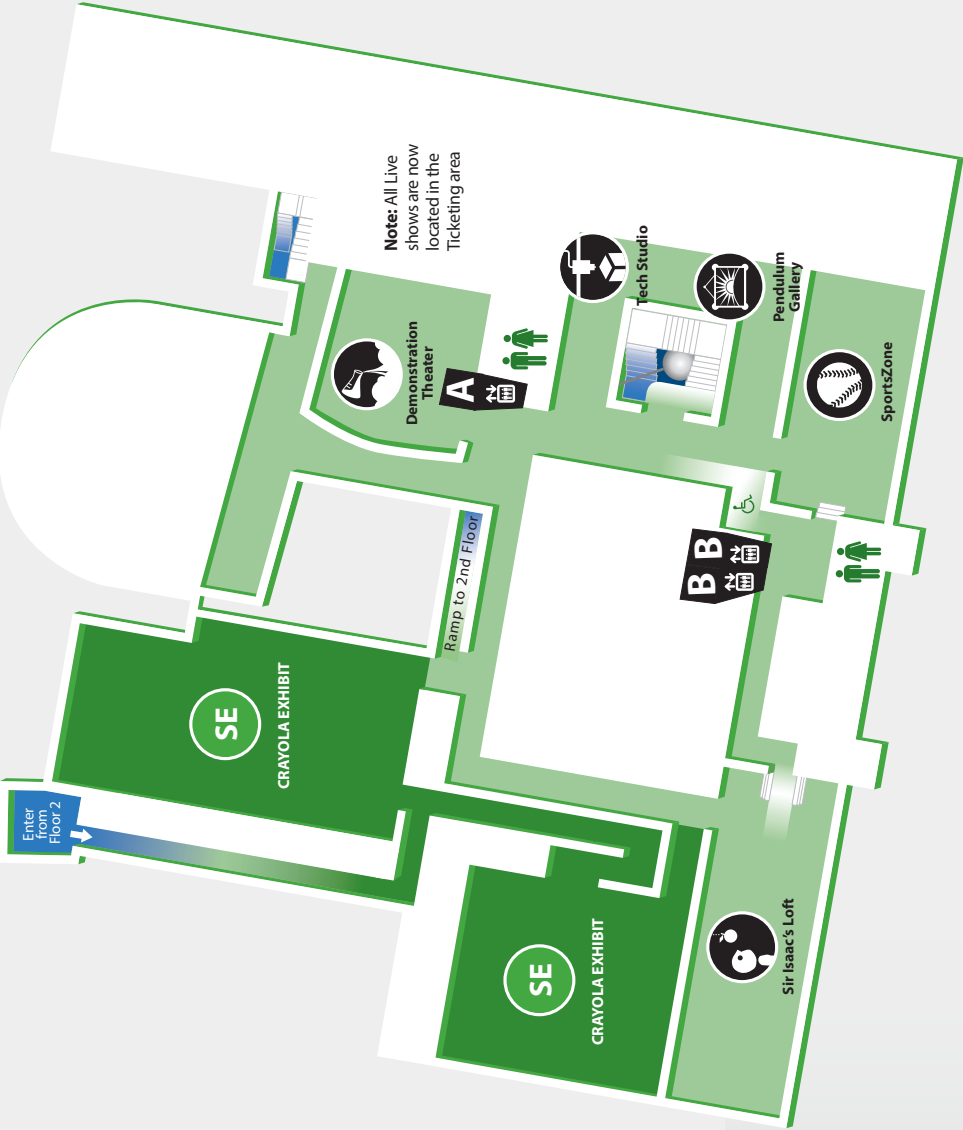 Enter
from
Floor 2
SE
CRAYOLA EXHIBIT
SE
CRAYOLA EXHIBIT
Ramp to 2nd Floor
Demonstration
Theater
A
Note: All Live
shows are now
located in the
Ticketing area
Tech Studio
Pendulum
Gallery
SportsZone
B B
Sir Isaac's Loft